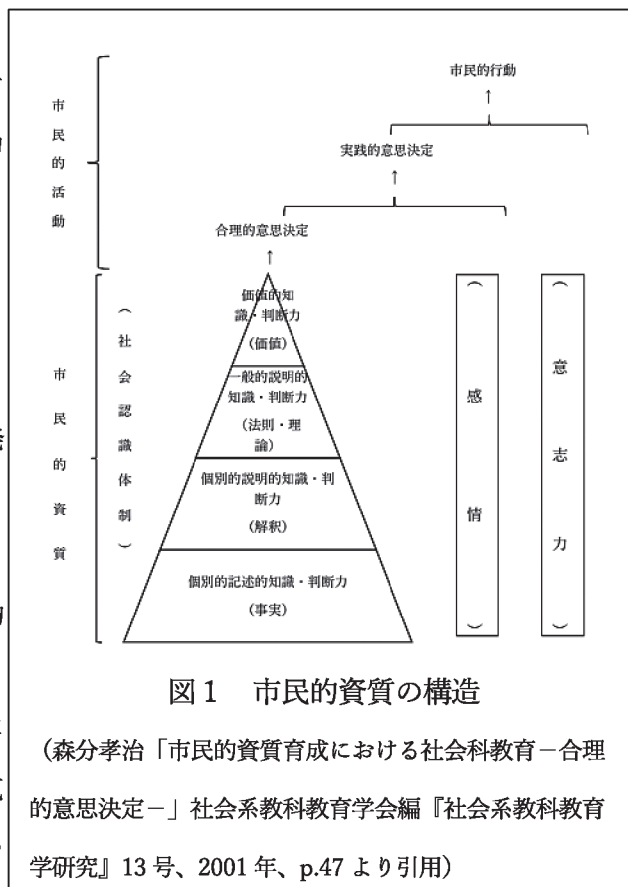 市民的行動
↑
実践的意思決定
↑
合理的意思決定
↑
市民的活動
市民的資質
（社会認識体制）
価値的知
識・判断力
（価値）
一般的説明的
知識・判断力
（法則・理
論）
個別的説明的知識・判
断力
（解釈）
個別的記述的知識・判断力
（事実）
（感情）
（意志力）
図１　市民的資質の構造
（森分孝治「市民的資質育成における社会科教育－合理
的意思決定－」社会系教科教育学会編『社会系教科教育
学研究』13 号、2001 年、p.47 より引用）